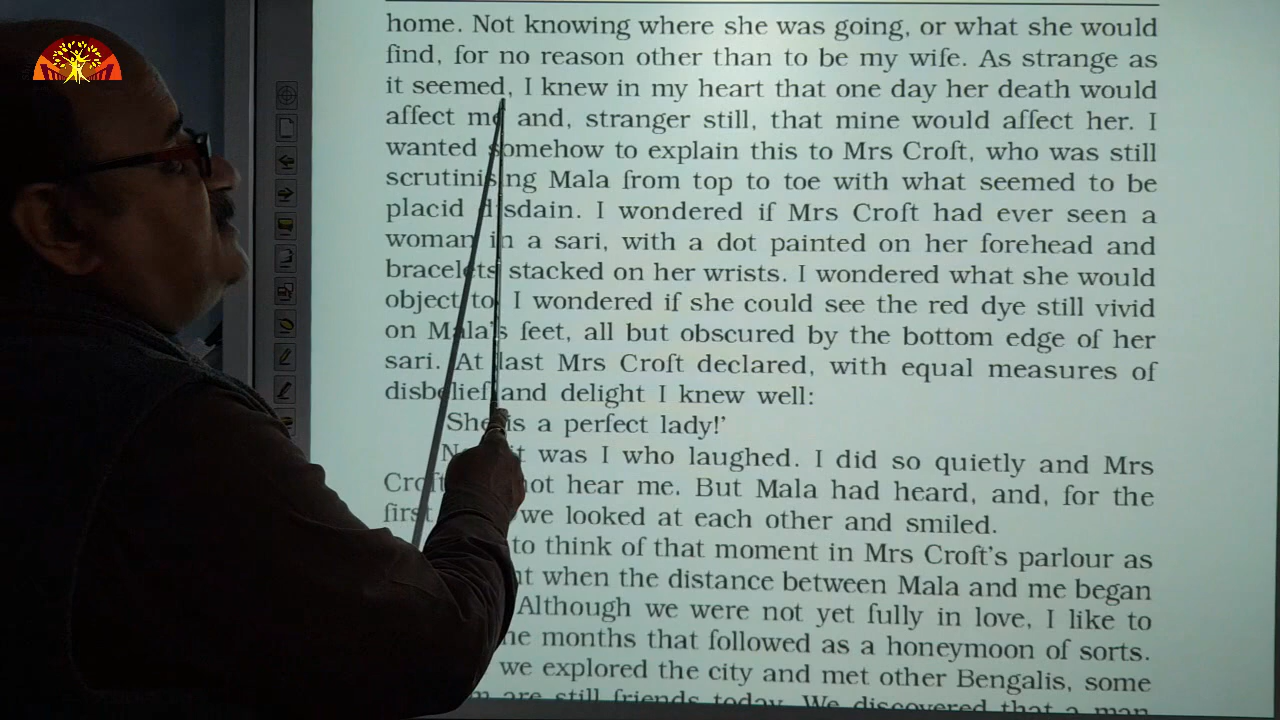 home. Not knowing where she was going, or what she would
find, for no reason other than to be my wife. As strange as
it seemed, I knew in my heart that one day her death would
affect me and, stranger still, that mine would affect her. I
wanted somehow to explain this to Mrs Croft, who was still
scrutinising Mala from top to toe with what seemed to be
placid disdain. I wondered if Mrs Croft had ever seen a
woman in a sari, with a dot painted on her forehead and
bracelets stacked on her wrists. I wondered what she would
object to. I wondered if she could see the red dye still vivid
on Mala's feet, all but obscured by the bottom edge of her
sari. At last Mrs Croft declared, with equal measures of
disbelief and delight I knew well:
'She is a perfect lady!'
it was I who laughed. I did so quietly and Mrs
Croft not hear me. But Mala had heard, and, for the
first we looked at each other and smiled.
to think of that moment in Mrs Croft's parlour as
when the distance between Mala and me began
Although we were not yet fully in love, I like to
months that followed as a honeymoon of sorts.
we explored the city and met other Bengalis, some
are still friends today. We discovered that a man